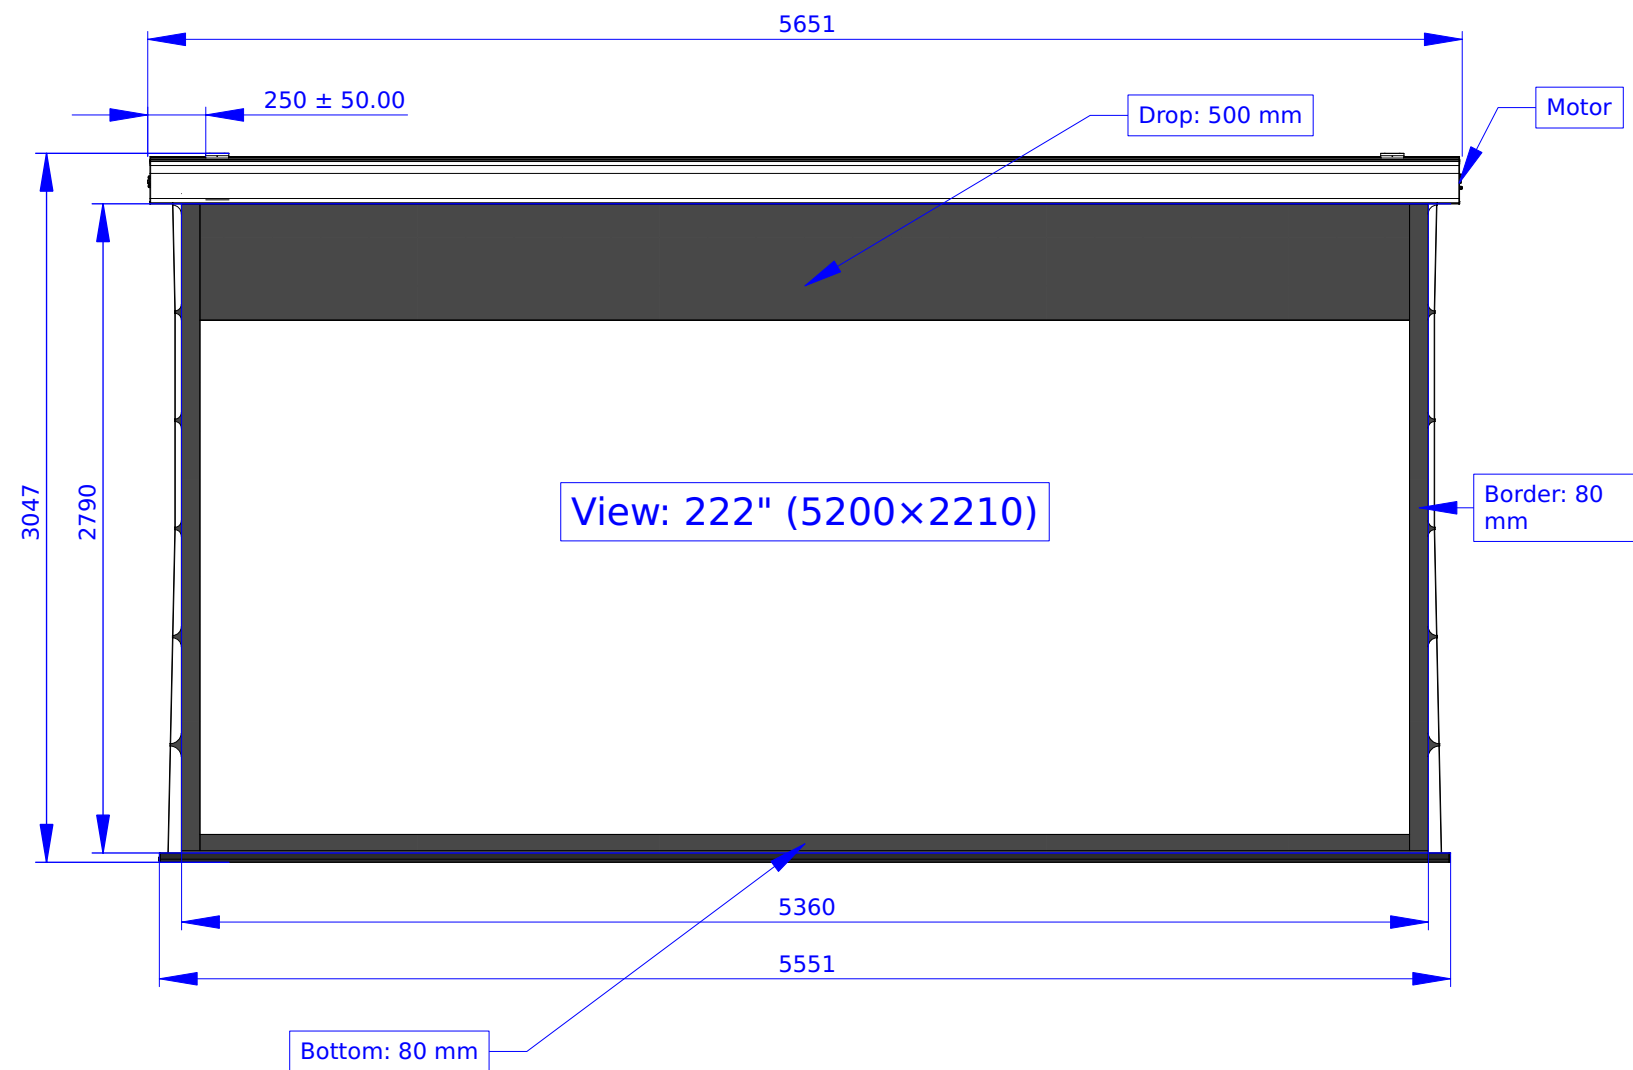 5651
250 ± 50.00
Drop: 500 mm
Motor
3047
2790
View: 222" (5200×2210)
Border: 80
mm
5360
5551
Bottom: 80 mm